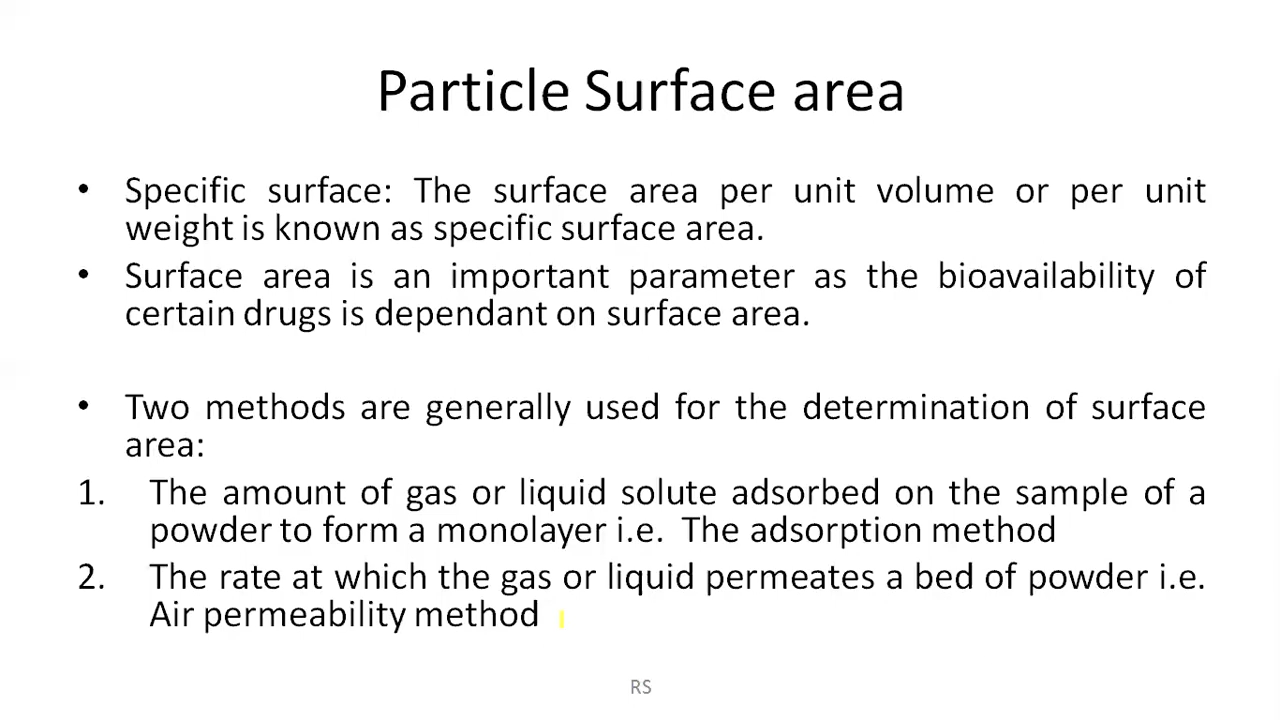 Particle Surface area
• Specific surface: The surface area per unit volume or per unit
weight is known as specific surface area.
• Surface area is an important parameter as the bioavailability of
certain drugs is dependant on surface area.
• Two methods are generally used for the determination of surface
area:
1. The amount of gas or liquid solute adsorbed on the sample of a
powder to form a monolayer i.e. The adsorption method
2. The rate at which the gas or liquid permeates a bed of powder i.e.
Air permeability method
RS